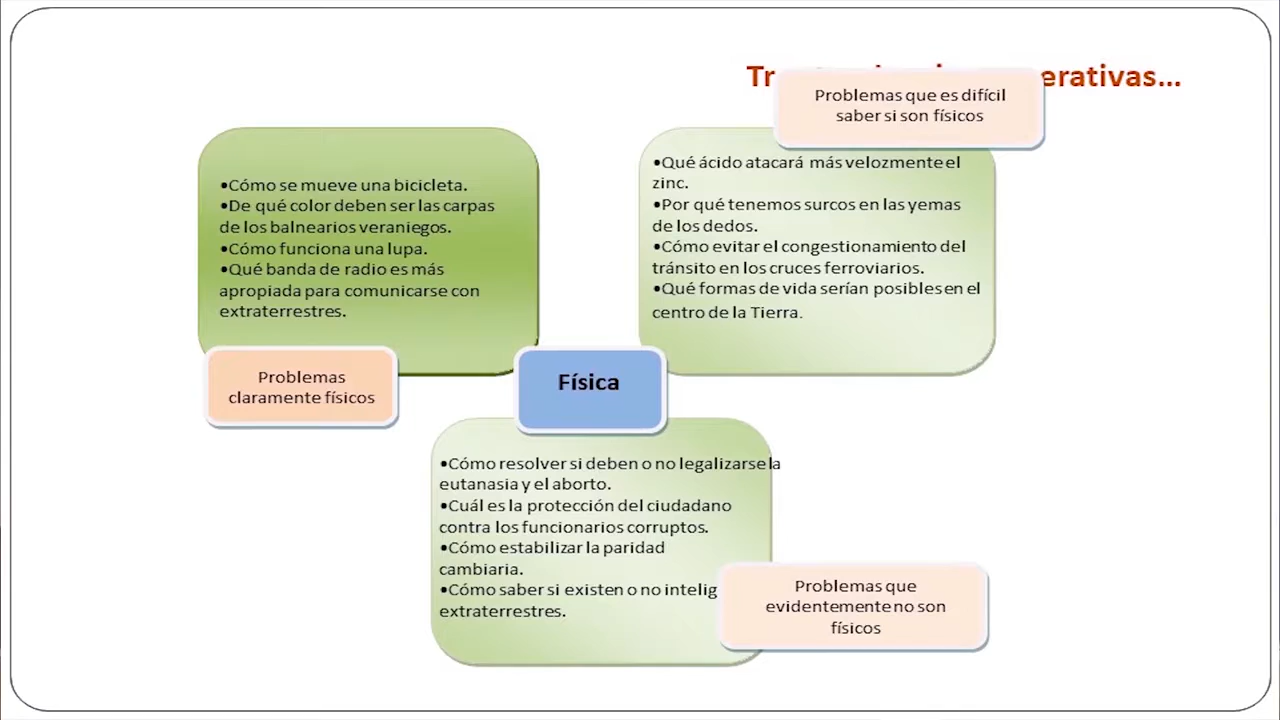 erativas...
Problemas que es difícil
saber si son físicos
•Cómo se mueve una bicicleta.
•De qué color deben ser las carpas
de los balnearios veraniegos.
•Cómo funciona una lupa.
•Qué banda de radio es más
apropiada para comunicarse con
extraterrestres.
Problemas
claramente físicos
•Qué ácido atacará más velozmente el
zinc.
•Por qué tenemos surcos en las yemas
de los dedos.
•Cómo evitar el congestionamiento del
tránsito en los cruces ferroviarios.
•Qué formas de vida serían posibles en el
centro de la Tierra.
Física
•Cómo resolver si deben o no legalizarse la
eutanasia y el aborto.
•Cuál es la protección del ciudadano
contra los funcionarios corruptos.
•Cómo estabilizar la paridad
cambiaria.
•Cómo saber si existen o no intelig
extraterrestres.
Problemas que
evidentemente no son
físicos